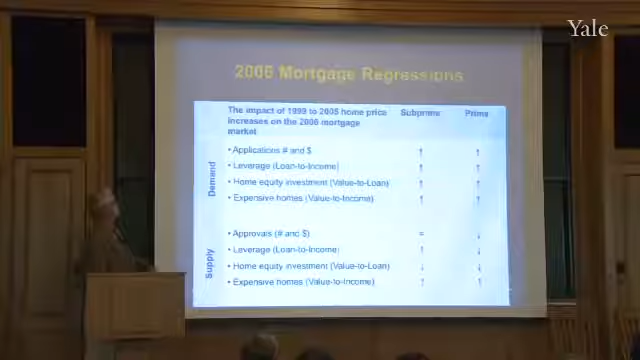 Yale
2006 Mortgage Regressions
The impact of 1999 to 2005 home price Subprime Prime
increases on the 2006 mortgage
market
Demand
• Applications # and $ ↑ ↑
• Leverage (Loan-to-Income) ↑ ↑
• Home equity investment (Value-to-Loan) ↑ ↑
• Expensive homes (Value-to-Income) ↑ ↑
Supply
• Approvals (# and $) = ↓
• Leverage (Loan-to-Income) ↑ ↓
• Home equity investment (Value-to-Loan) ↓ ↓
• Expensive homes (Value-to-Income) ↑ ↑